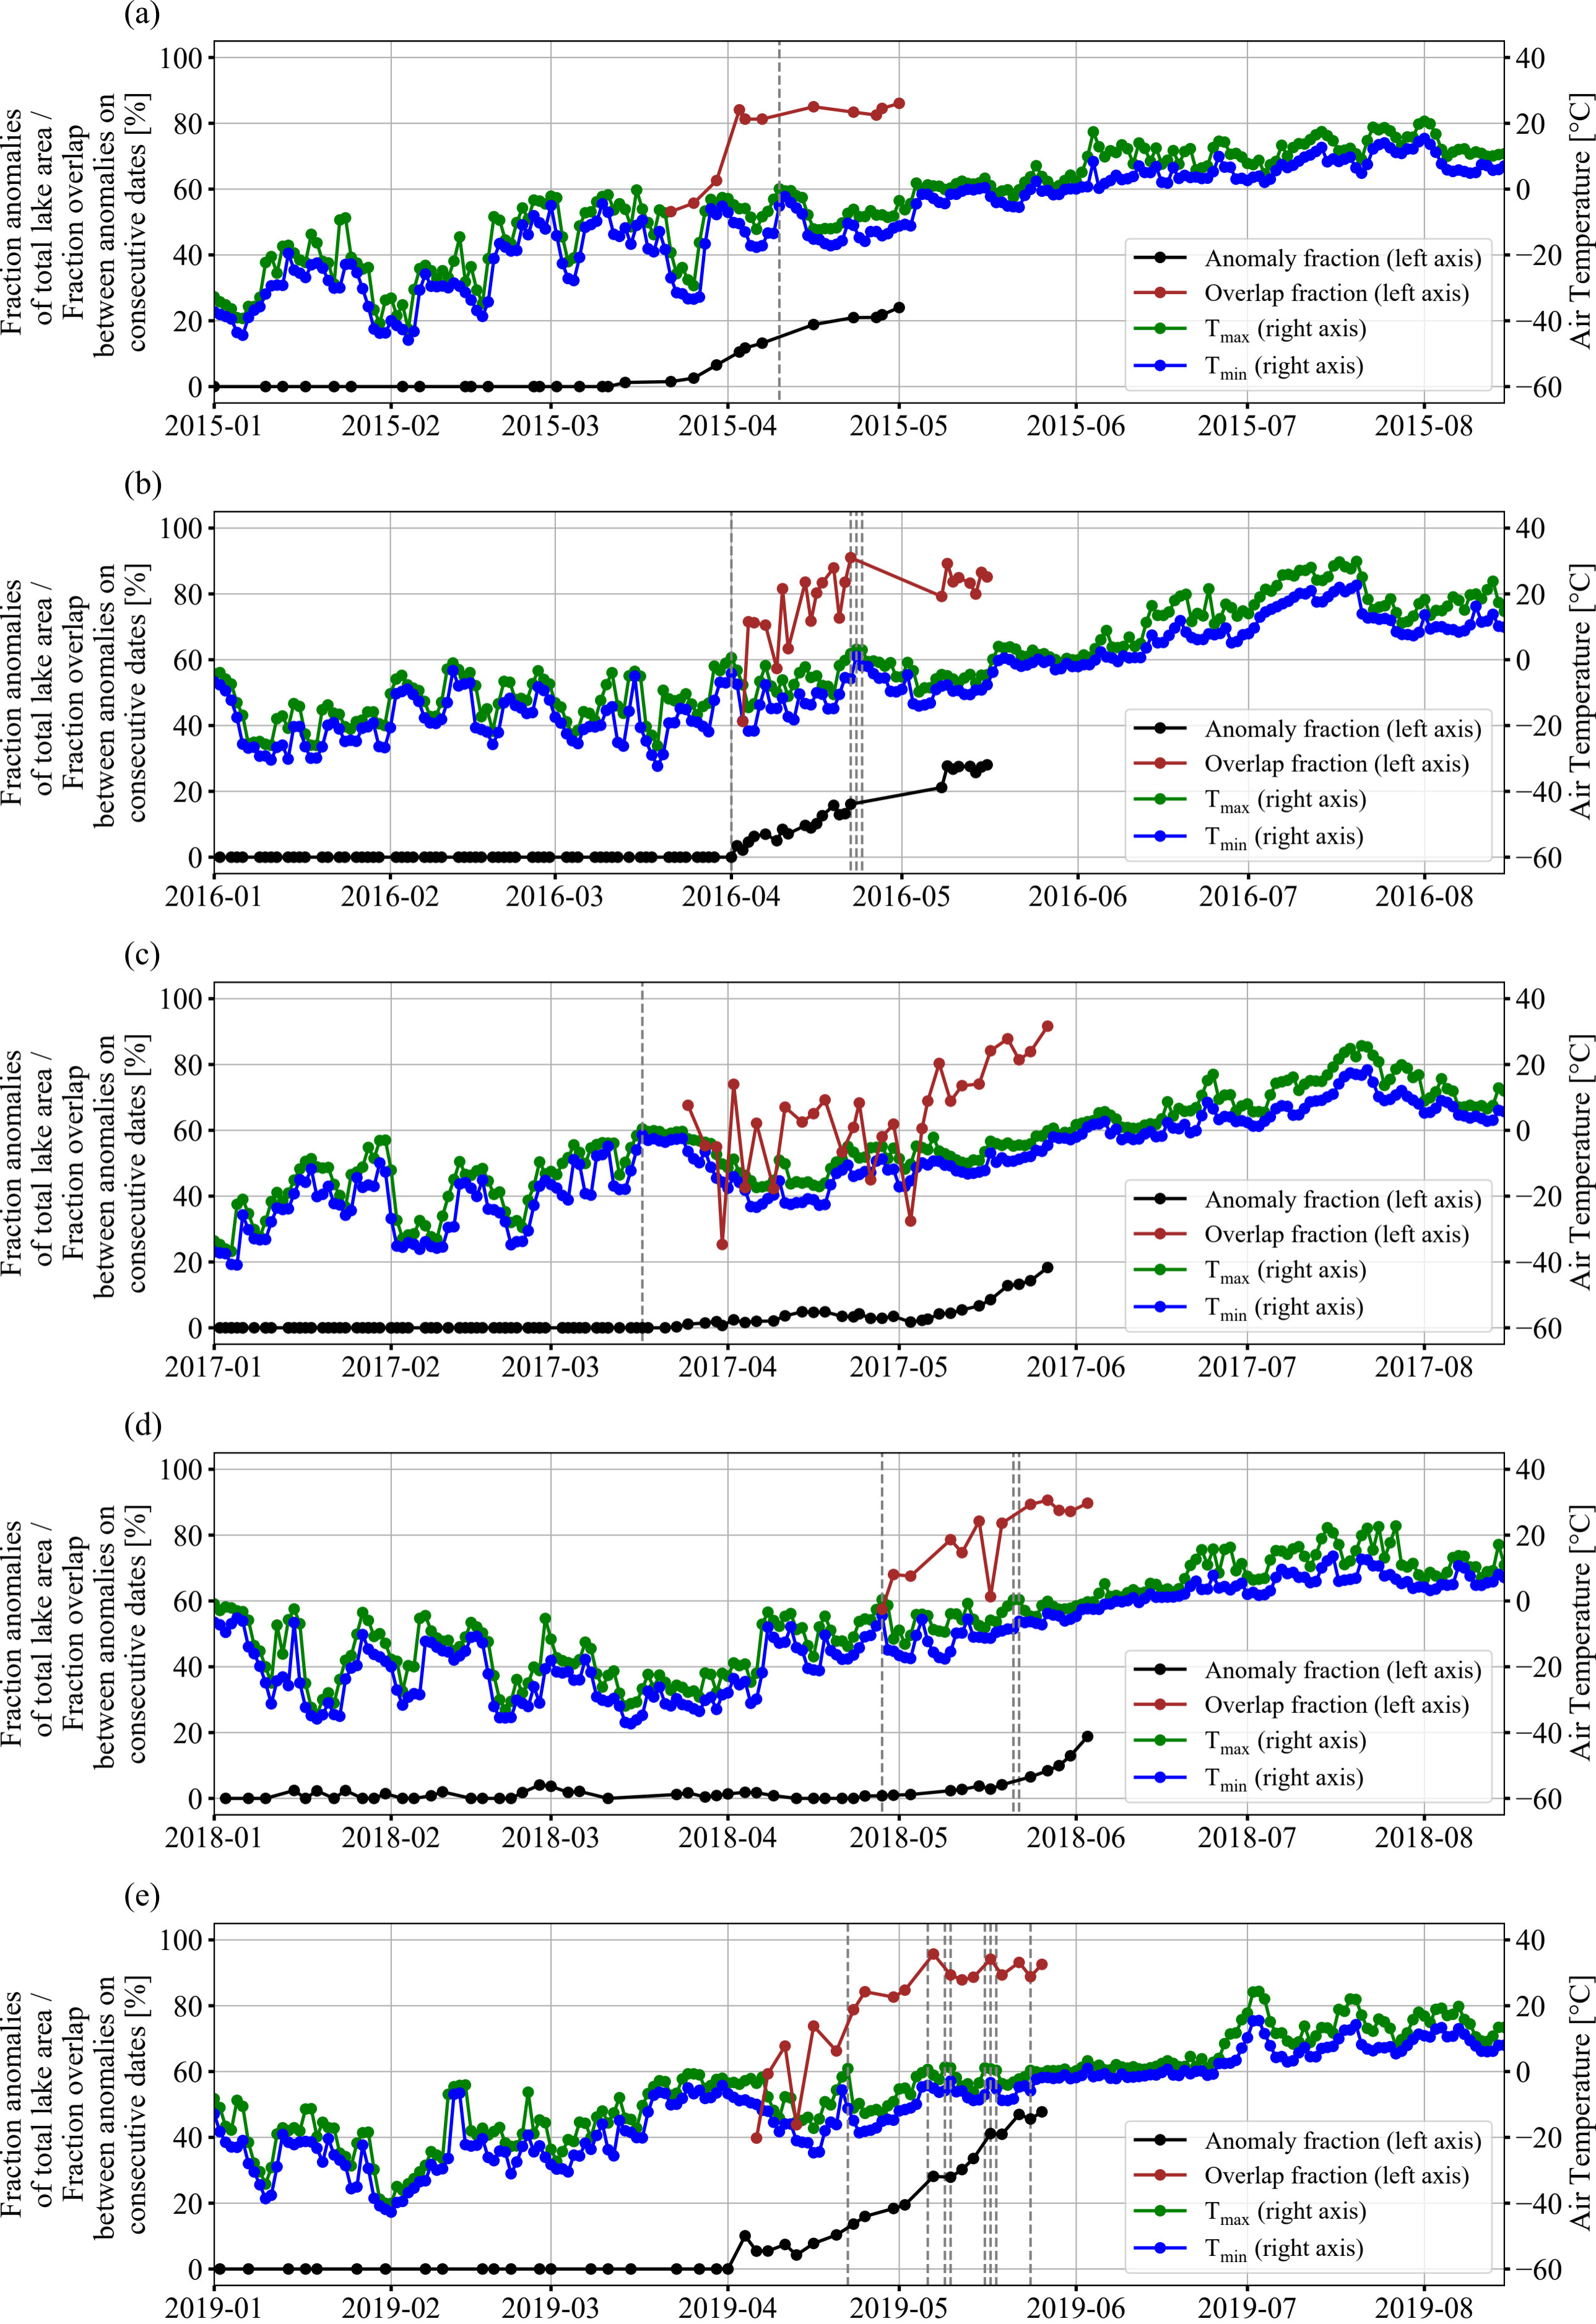 (a)
Fraction anomalies
of total lake area /
Fraction overlap
between anomalies on
consecutive dates [%]
100
80
60
40
20
0
40
20
0
−20
−40
−60
Air Temperature [°C]
Anomaly fraction (left axis)
Overlap fraction (left axis)
Tmax (right axis)
Tmin (right axis)
2015-01 2015-02 2015-03 2015-04 2015-05 2015-06 2015-07 2015-08
(b)
Fraction anomalies
of total lake area /
Fraction overlap
between anomalies on
consecutive dates [%]
100
80
60
40
20
0
40
20
0
−20
−40
−60
Air Temperature [°C]
Anomaly fraction (left axis)
Overlap fraction (left axis)
Tmax (right axis)
Tmin (right axis)
2016-01 2016-02 2016-03 2016-04 2016-05 2016-06 2016-07 2016-08
(c)
Fraction anomalies
of total lake area /
Fraction overlap
between anomalies on
consecutive dates [%]
100
80
60
40
20
0
40
20
0
−20
−40
−60
Air Temperature [°C]
Anomaly fraction (left axis)
Overlap fraction (left axis)
Tmax (right axis)
Tmin (right axis)
2017-01 2017-02 2017-03 2017-04 2017-05 2017-06 2017-07 2017-08
(d)
Fraction anomalies
of total lake area /
Fraction overlap
between anomalies on
consecutive dates [%]
100
80
60
40
20
0
40
20
0
−20
−40
−60
Air Temperature [°C]
Anomaly fraction (left axis)
Overlap fraction (left axis)
Tmax (right axis)
Tmin (right axis)
2018-01 2018-02 2018-03 2018-04 2018-05 2018-06 2018-07 2018-08
(e)
Fraction anomalies
of total lake area /
Fraction overlap
between anomalies on
consecutive dates [%]
100
80
60
40
20
0
40
20
0
−20
−40
−60
Air Temperature [°C]
Anomaly fraction (left axis)
Overlap fraction (left axis)
Tmax (right axis)
Tmin (right axis)
2019-01 2019-02 2019-03 2019-04 2019-05 2019-06 2019-07 2019-08